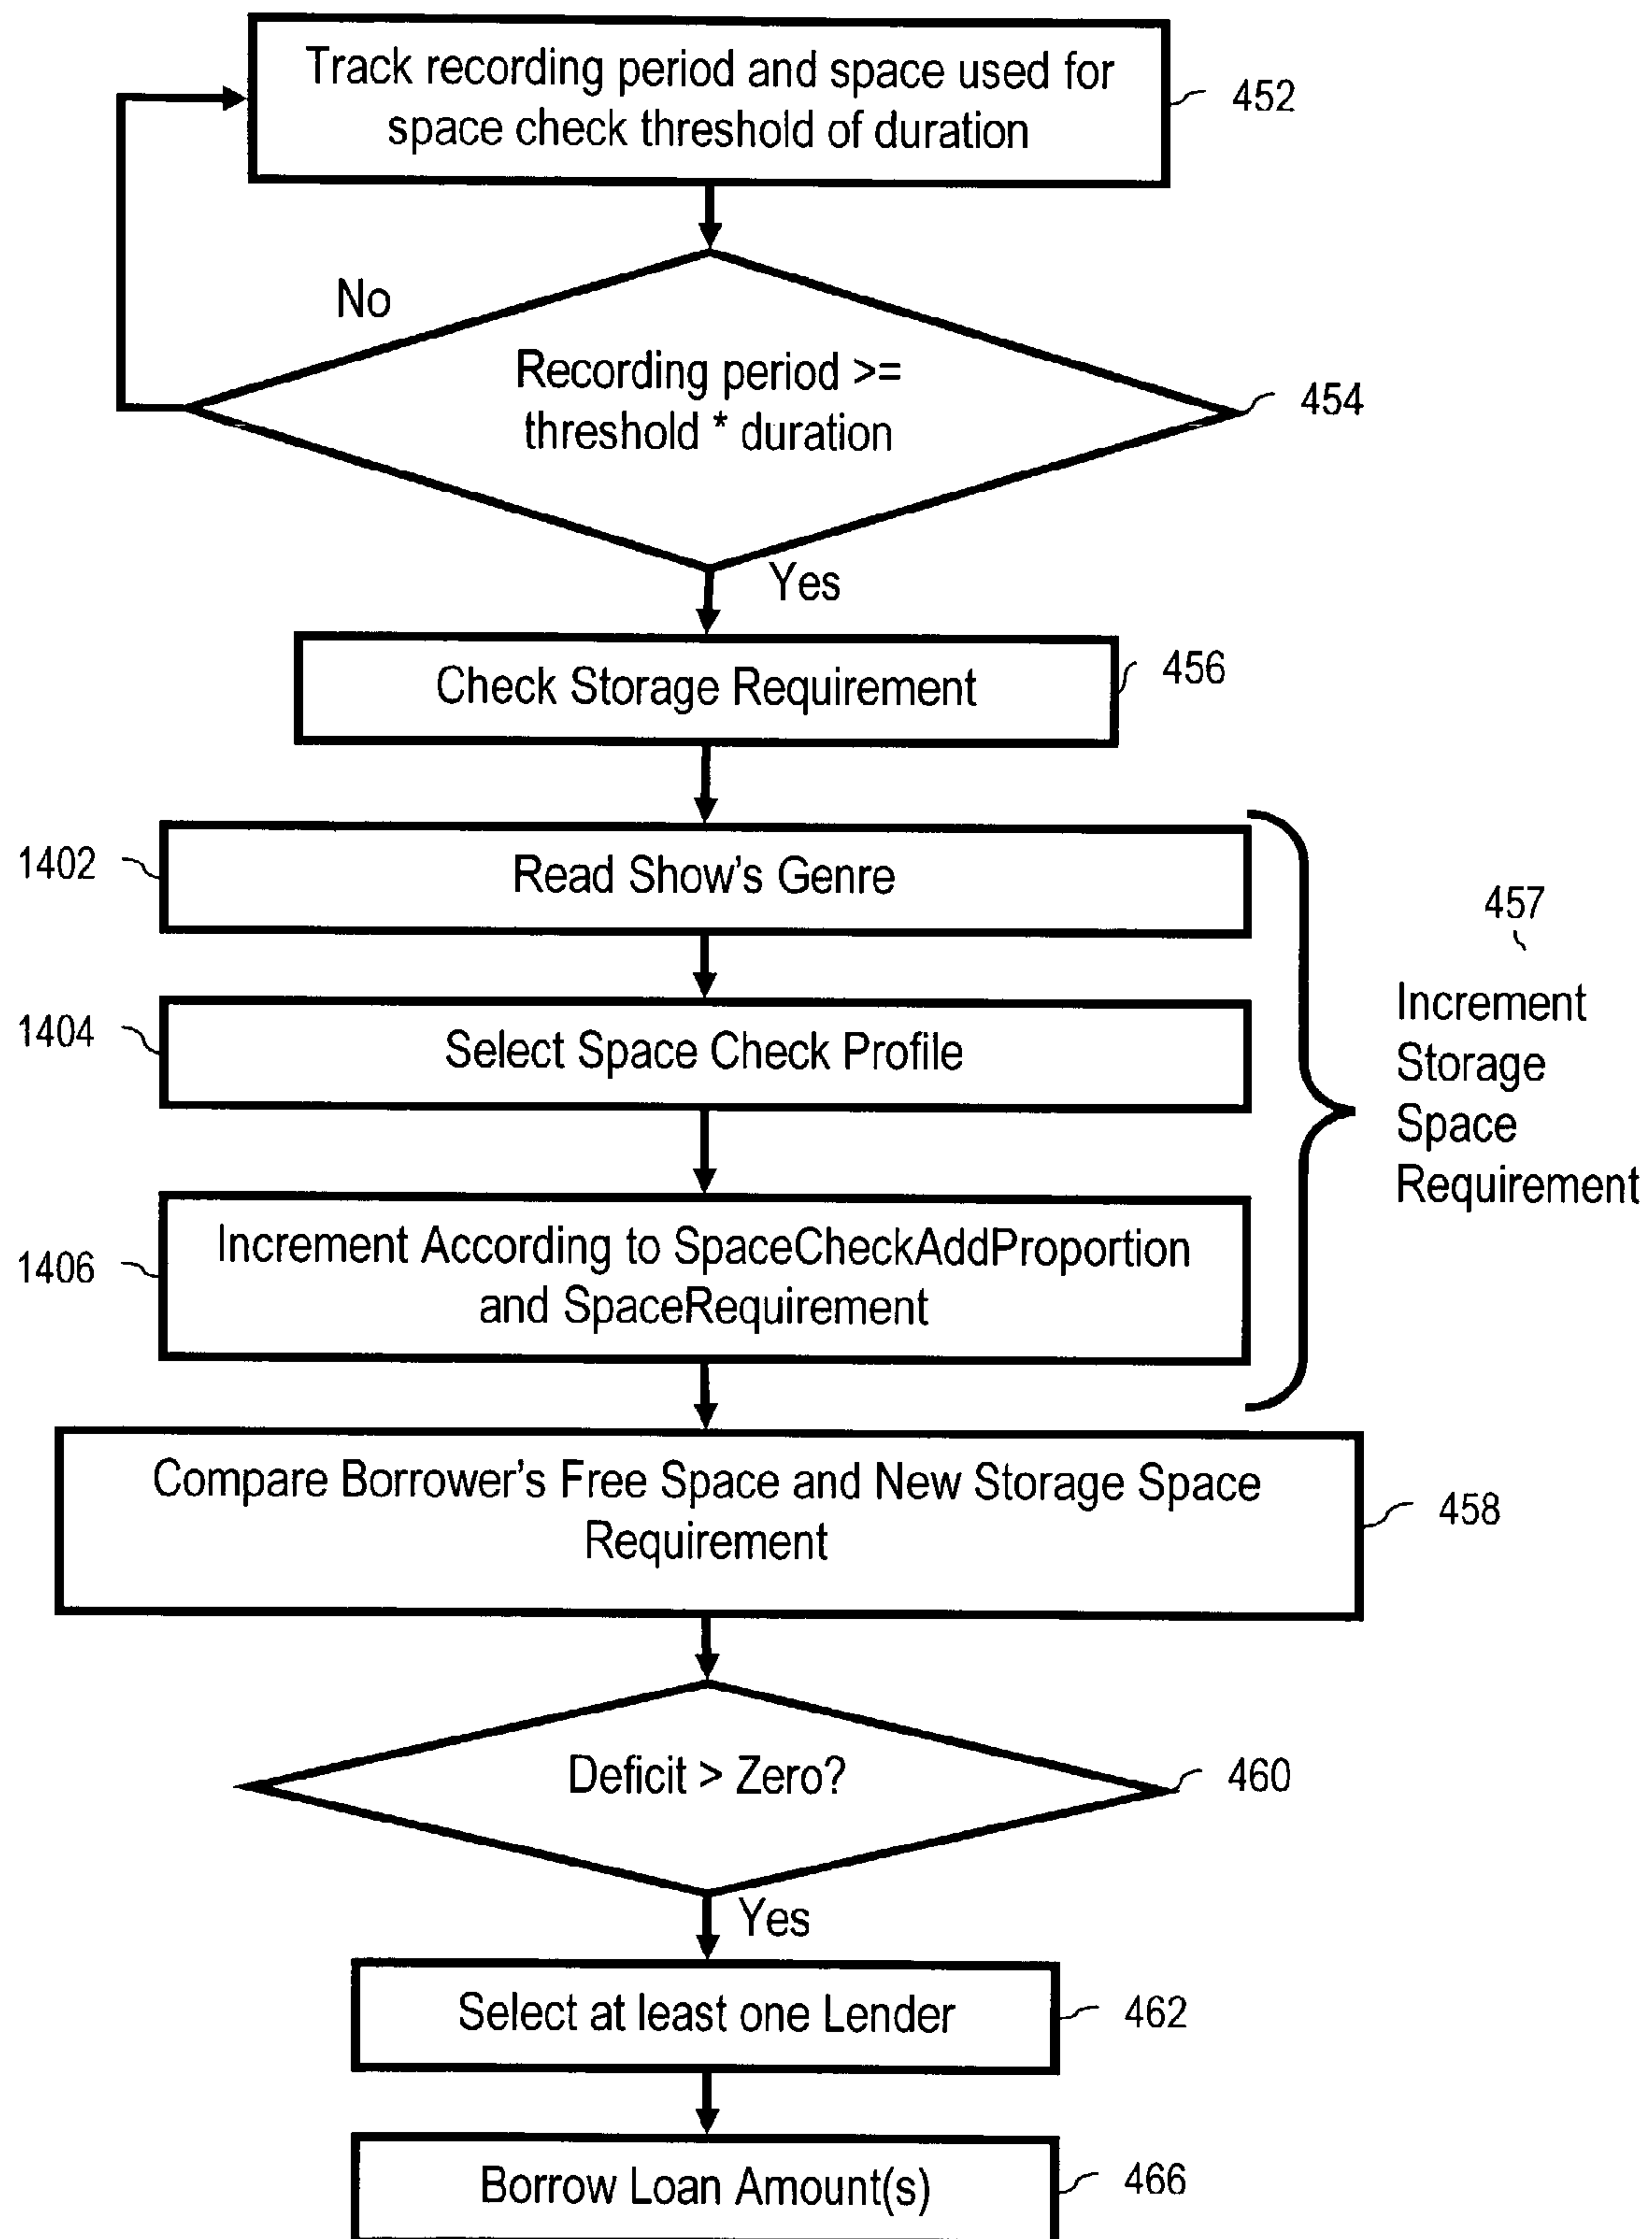 Track recording period and space used for
space check threshold of duration
452
No
Recording period >=
threshold * duration
454
Yes
Check Storage Requirement
456
1402
Read Show's Genre
457
Increment
Storage
Space
Requirement
1404
Select Space Check Profile
1406
Increment According to SpaceCheckAddProportion
and SpaceRequirement
Compare Borrower's Free Space and New Storage Space
Requirement
458
Deficit > Zero?
460
Yes
Select at least one Lender
462
Borrow Loan Amount(s)
466